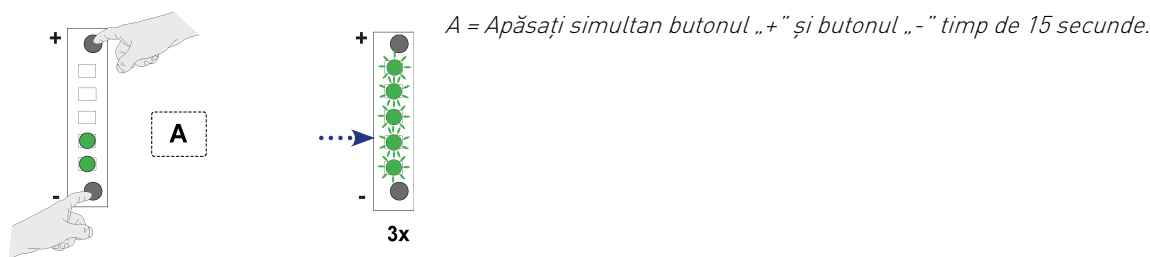 A = Apăsați simultan butonul „+” și butonul „-” timp de 15 secunde.
+
+
A
-
-
3x